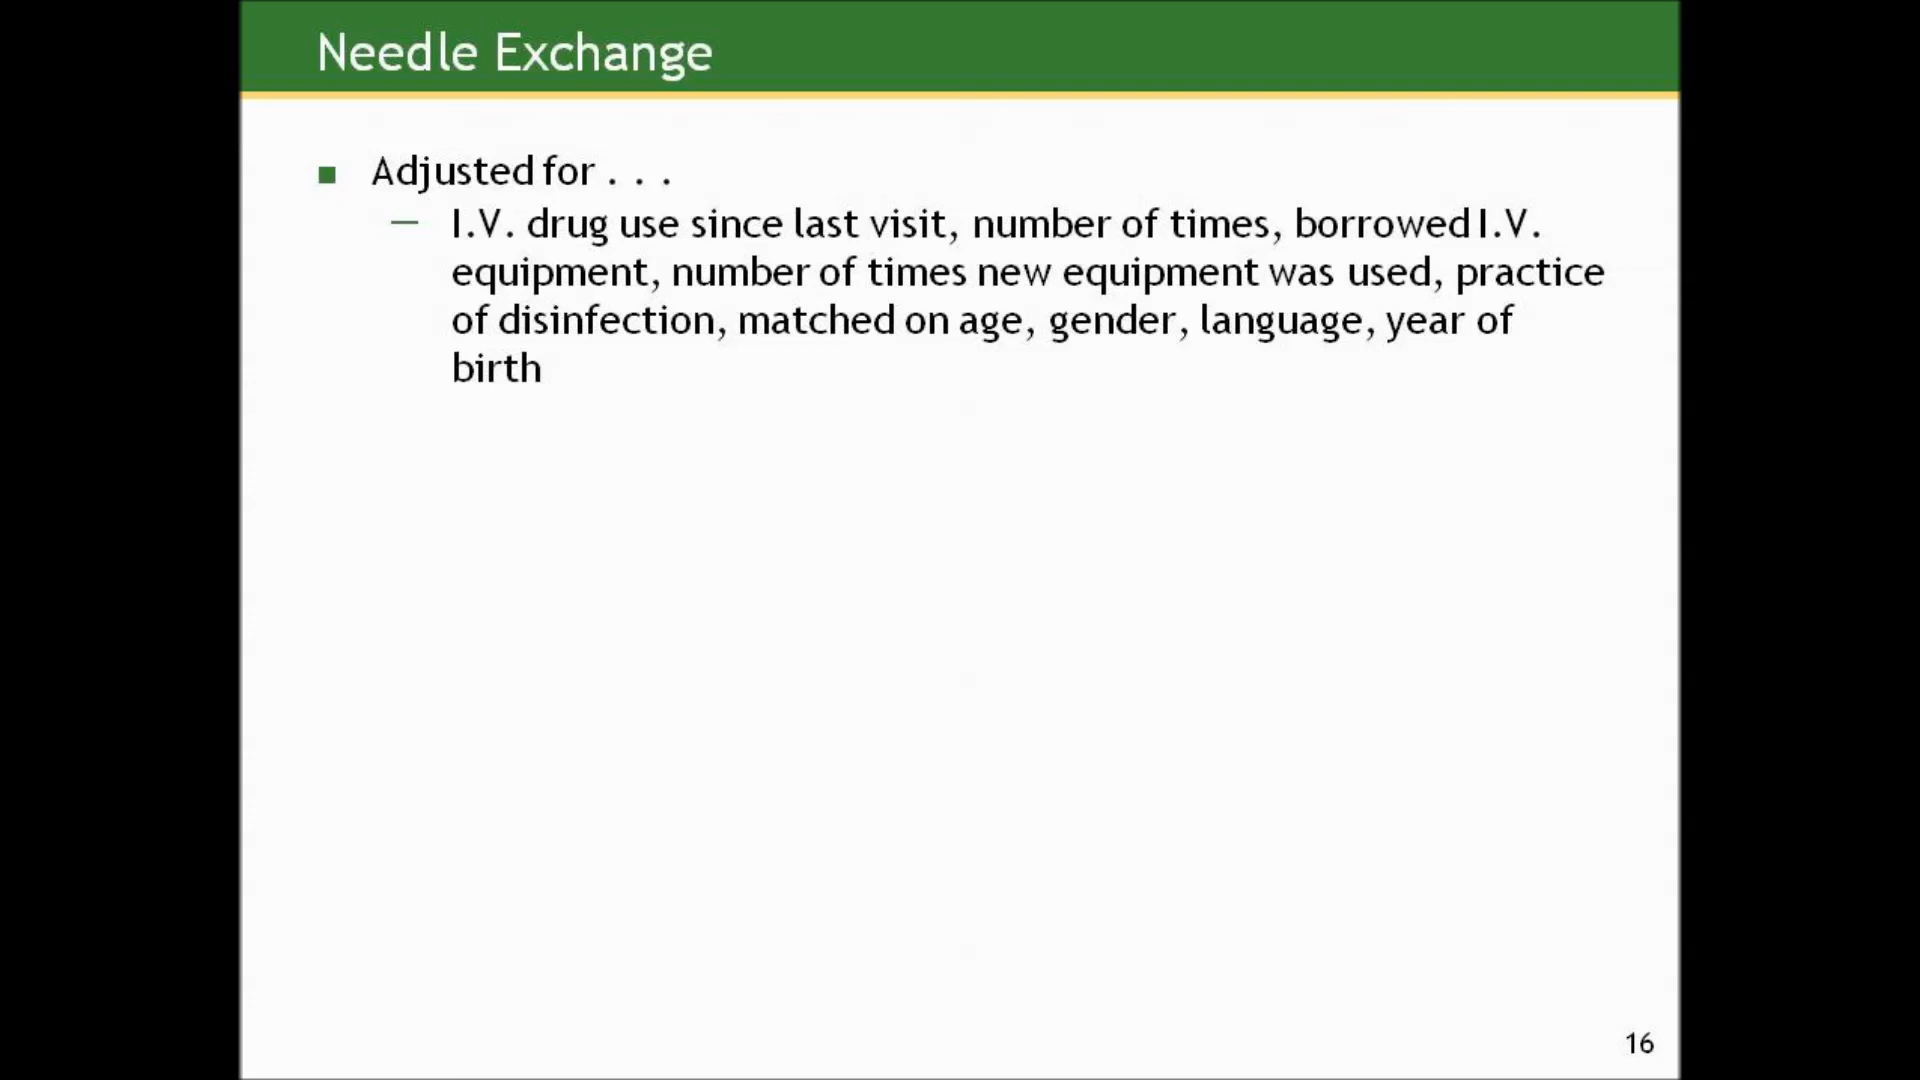 Needle Exchange
Adjusted for . . .
— I.V. drug use since last visit, number of times, borrowed I.V.
equipment, number of times new equipment was used, practice
of disinfection, matched on age, gender, language, year of
birth
16